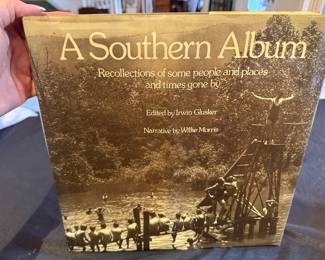 A Southern Album
Recollections of some people and places
and times gone by
Edited by Irwin Glusker
Narrative by Willie Morris